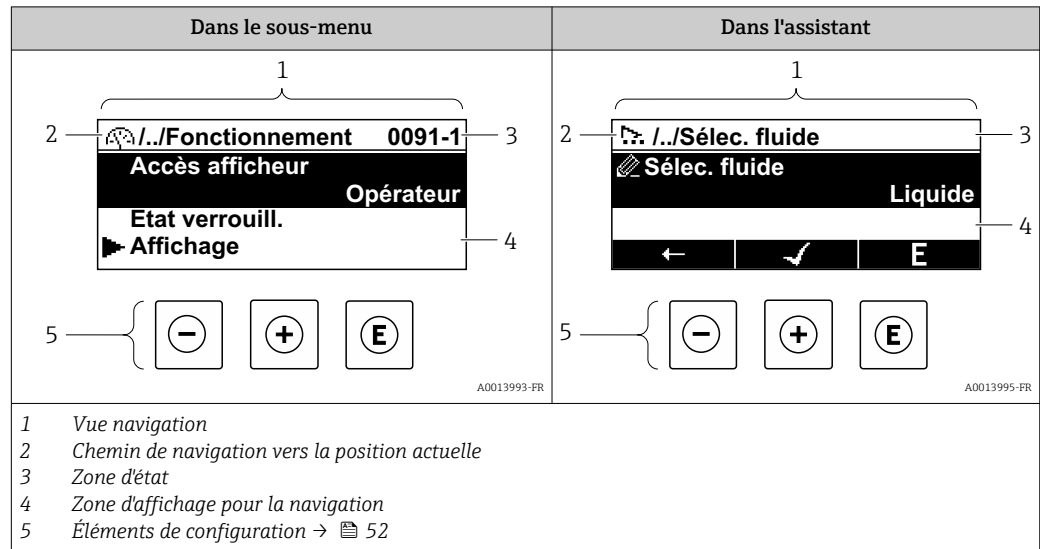 Dans le sous-menu
1
2
/../Fonctionnement 0091-1
3
Accès afficheur
Opérateur
Etat verrouill.
Affichage
4
5
E
A0013993-FR
Dans l'assistant
1
2
/../Sélec. fluide
3
Sélec. fluide
Liquide
4
E
5
E
A0013995-FR
1 Vue navigation
2 Chemin de navigation vers la position actuelle
3 Zone d'état
4 Zone d'affichage pour la navigation
5 Éléments de configuration → 52